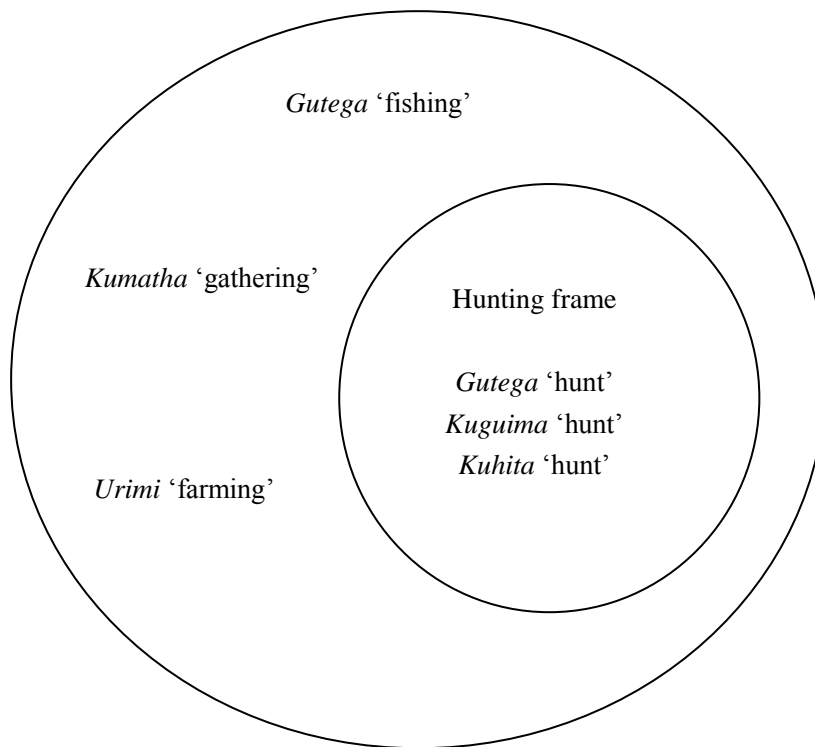 Gutega ‘fishing’
Kumatha ‘gathering’
Hunting frame
Gutega ‘hunt’
Kuguima ‘hunt’
Kuhita ‘hunt’
Urimi ‘farming’